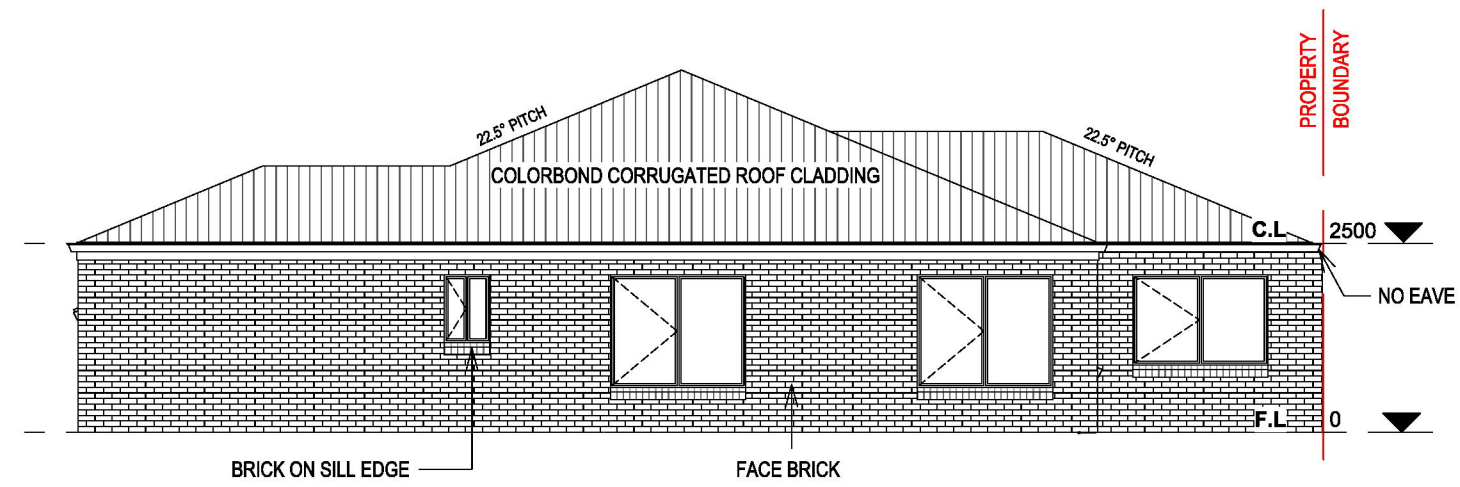 PROPERTY
BOUNDARY
22.5° PITCH
22.5° PITCH
COLORBOND CORRUGATED ROOF CLADDING
C.L 2500
NO EAVE
F.L 0
BRICK ON SILL EDGE
FACE BRICK